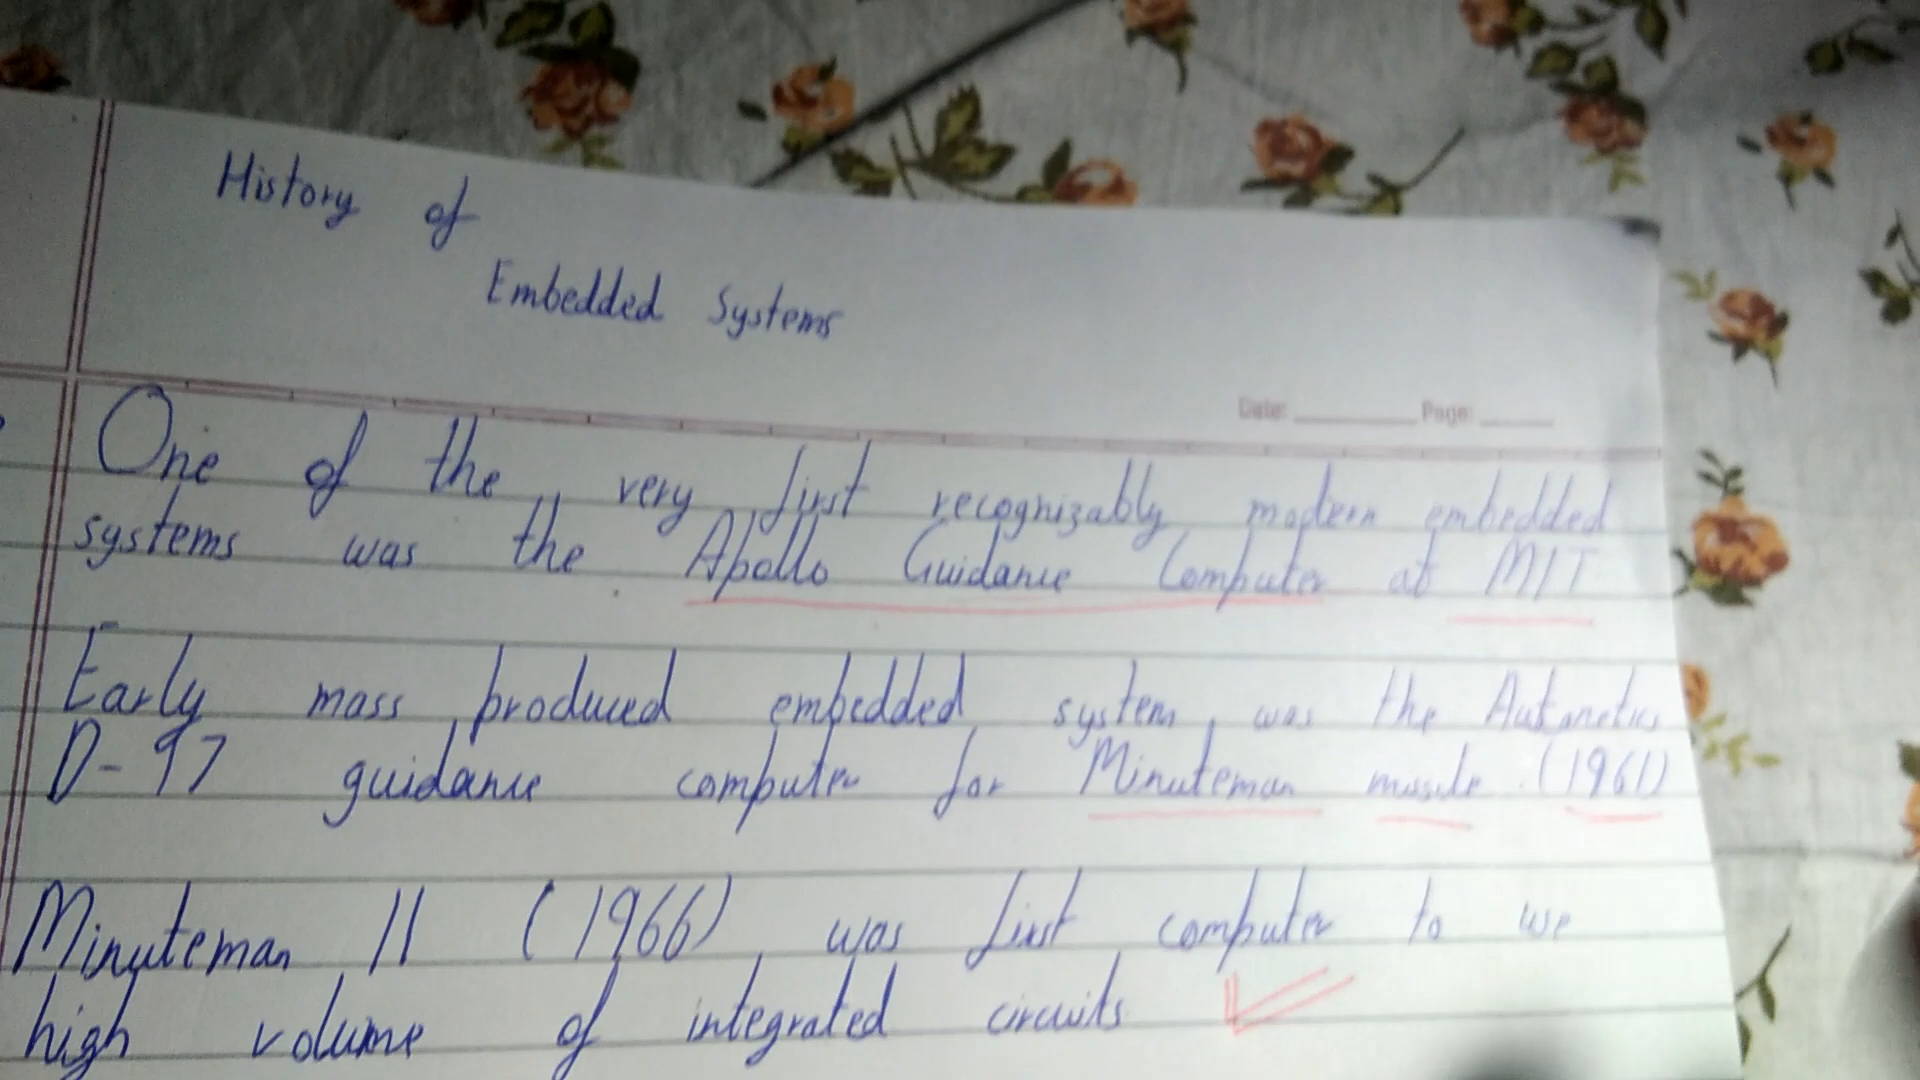 History of
Embedded Systems
Date: Page:
One of the very first recognizably modern embedded
systems was the Apollo Guidance Computer at MIT
Early mass produced embedded system, was the Autonetics
D-97 guidance computer for Minuteman missile (1961)
Minuteman II (1966), was first computer to use
high volume of integrated circuits